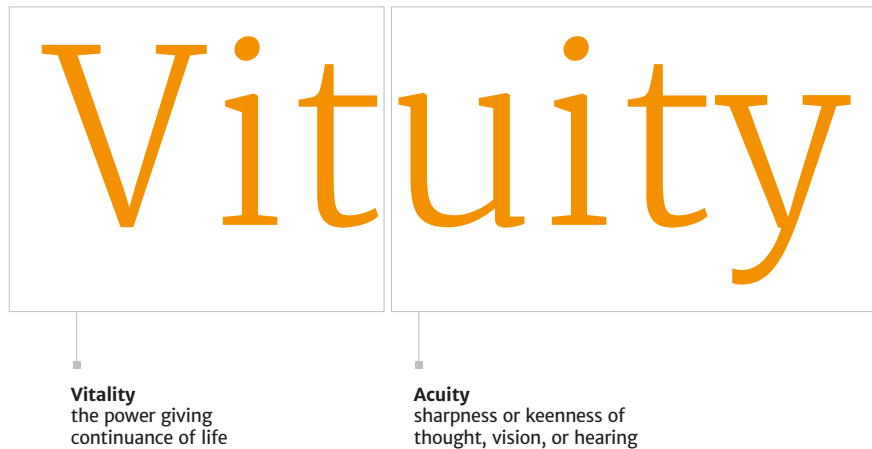 Vituity
Vitality
the power giving
continuance of life
Acuity
sharpness or keenness of
thought, vision, or hearing